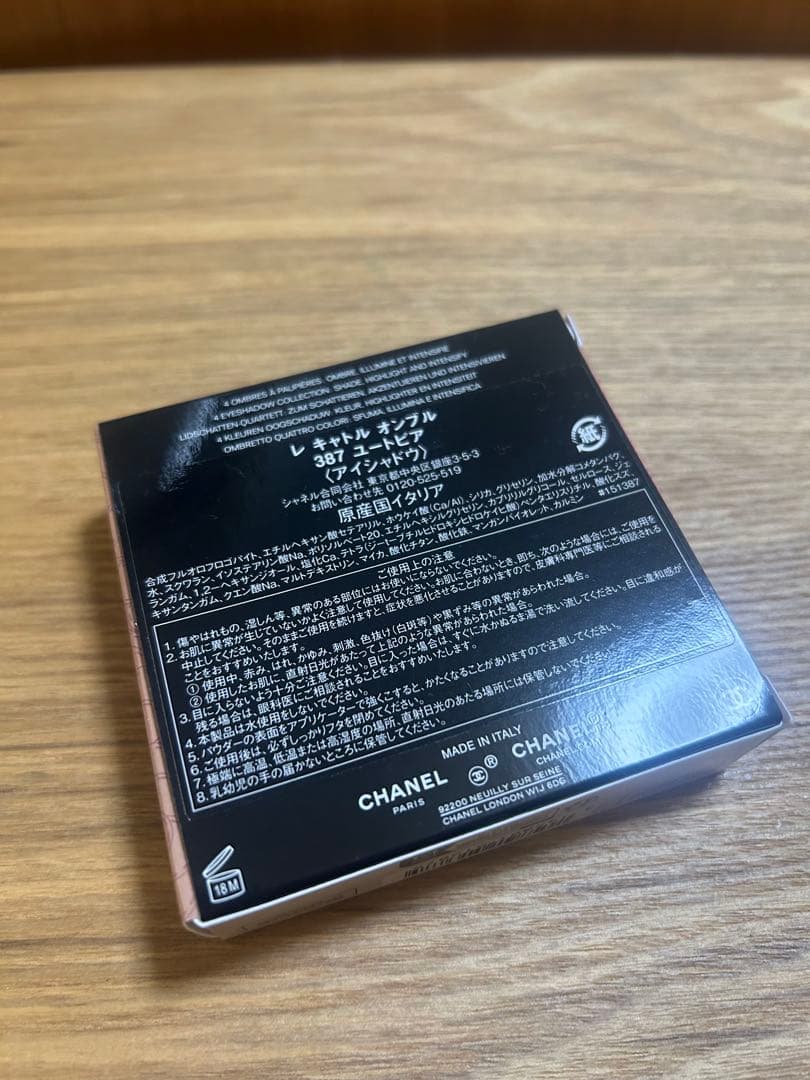 4 OMBRES À PAUPIÈRES. OMBRE, ILLUMINE ET INTENSIFIE
4 EYESHADOW COLLECTION. SHADE, HIGHLIGHT AND INTENSIFY
LIDSCHATTEN QUARTETT. ZUM SCHATTIEREN, AKZENTUIEREN UND INTENSIVIEREN
4 KLEUREN OOGSCHADUW. KLEUR, HIGHLIGHTER EN INTENSITEIT
OMBRETTO QUATTRO COLORI. SFUMA, ILLUMINA E INTENSIFICA
レ キャトル オンブル
387 ユートピア
〈アイシャドウ〉
シャネル合同会社 東京都中央区銀座3-5-3
お問い合わせ先 0120-525-519
原産国イタリア
紙
合成フルオロフロゴパイト、エチルヘキサン酸セテアリル、ホウケイ酸(Ca/Al)、シリカ、グリセリン、加水分解コメタンパク、
水、スクワラン、イソステアリン酸Na、ポリソルベート20、エチルヘキシルグリセリン、カプリリルグリコール、セルロース、ジェ
ランガム、1,2-ヘキサンジオール、塩化Ca、テトラ(ジ-t-ブチルヒドロキシヒドロケイヒ酸)ペンタエリスリチル、酸化スズ、
キサンタンガム、クエン酸Na、マルトデキストリン、マイカ、酸化チタン、酸化鉄、マンガンバイオレット、カルミン #151387
ご使用上の注意
1. 傷やはれもの、湿しん等、異常のある部位にはお使いにならないでください。
2. お肌に異常が生じていないかよく注意して使用してください。お肌に合わないとき、即ち、次のような場合には、ご使用を
中止してください。そのままご使用を続けますと、症状を悪化させることがありますので、皮膚科専門医等にご相談される
ことをおすすめいたします。
① 使用中、赤み、はれ、かゆみ、刺激、色抜け(白斑等)や黒ずみ等の異常があらわれた場合。
② 使用したお肌に、直射日光があたって上記のような異常があらわれた場合。
3. 目に入らないよう十分ご注意ください。目に入った場合は、すぐに水かぬるま湯で洗い流してください。目に違和感が
残る場合は、眼科医にご相談されることをおすすめいたします。
4. 本製品は水使用をしないでください。
5. パウダーの表面をアプリケーターで強くこすると、かたくなることがありますので注意してください。
6. ご使用後は、必ずしっかりフタを閉めてください。
7. 極端に高温、低温または高湿度の場所、直射日光のあたる場所には保管しないでください。
8. 乳幼児の手の届かないところに保管してください。
MADE IN ITALY
CHANEL ® CHANEL
PARIS
92200 NEUILLY SUR SEINE
CHANEL LONDON W1J 6DG
18M